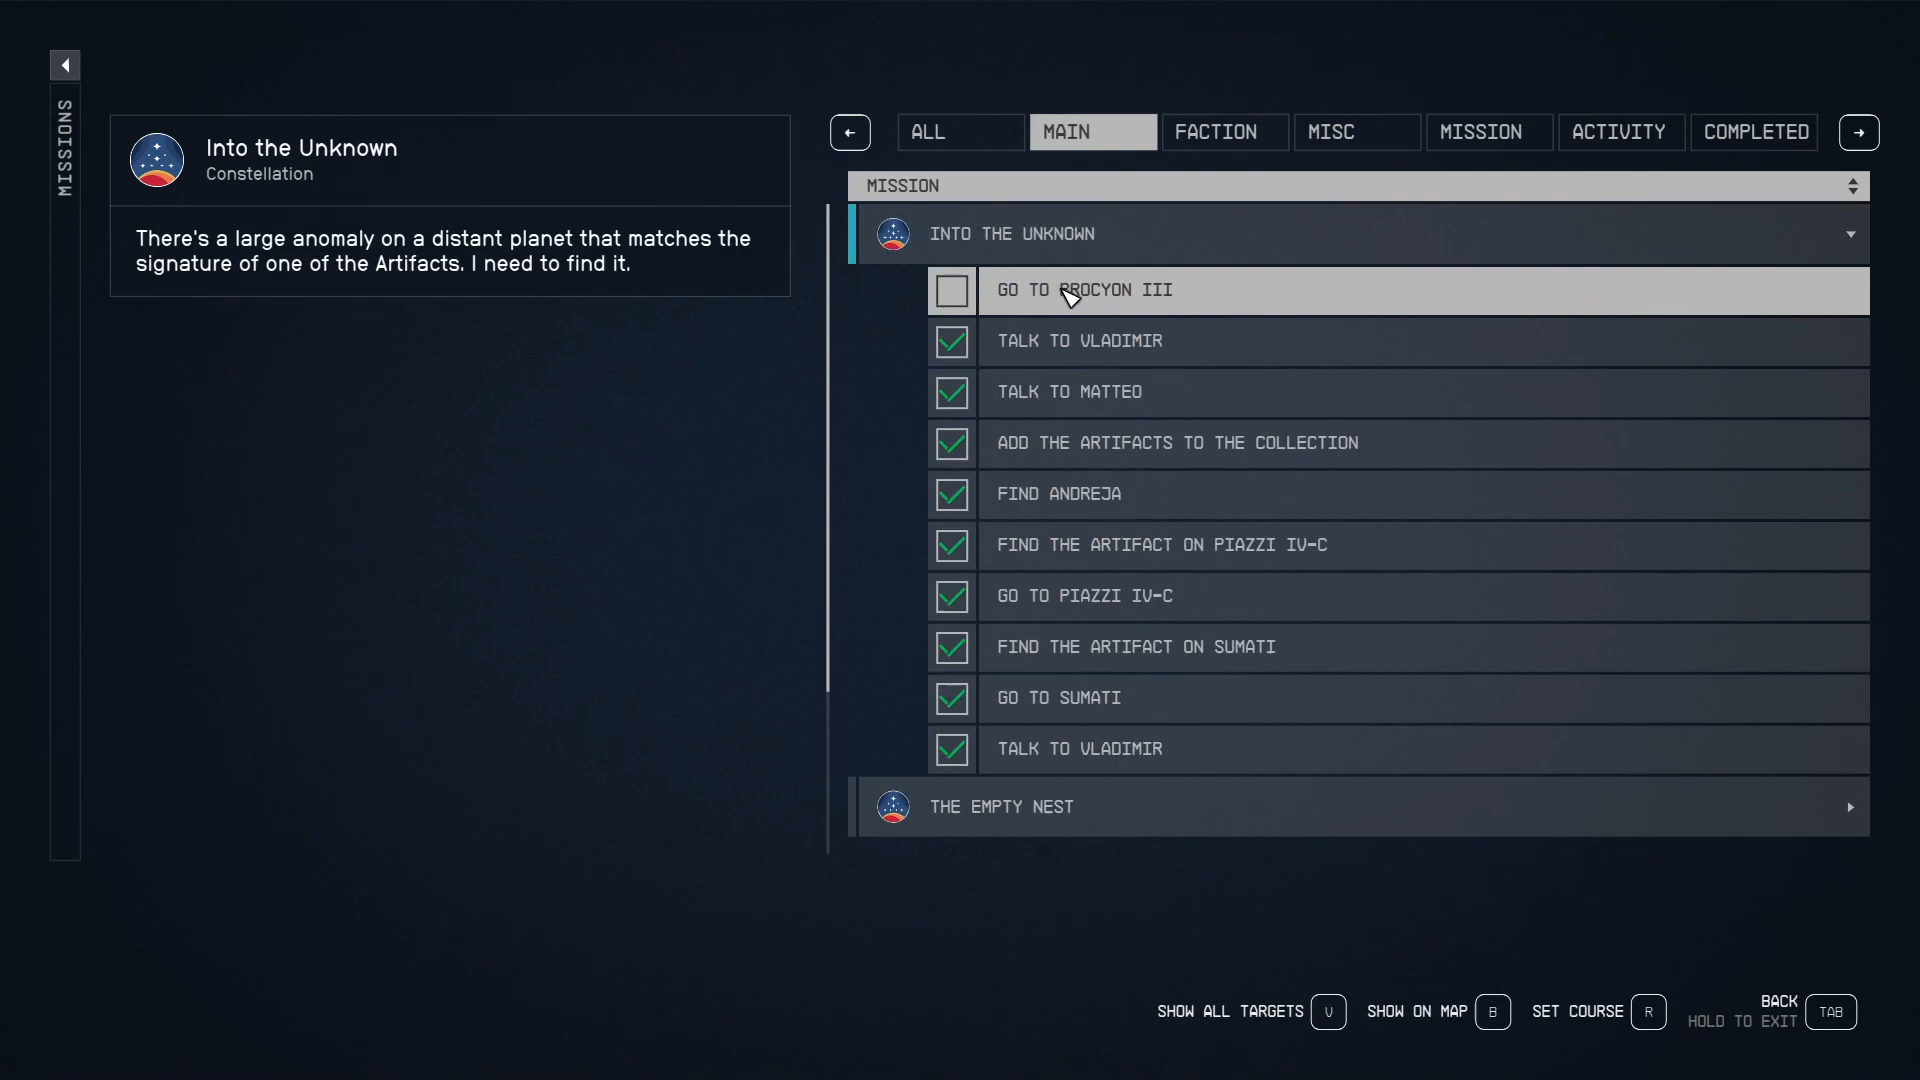 MISSIONS
Into the Unknown
Constellation
There's a large anomaly on a distant planet that matches the
signature of one of the Artifacts. I need to find it.
ALL MAIN FACTION MISC MISSION ACTIVITY COMPLETED
MISSION
INTO THE UNKNOWN
GO TO PROCYON III
TALK TO VLADIMIR
TALK TO MATTEO
ADD THE ARTIFACTS TO THE COLLECTION
FIND ANDREJA
FIND THE ARTIFACT ON PIAZZI IV-C
GO TO PIAZZI IV-C
FIND THE ARTIFACT ON SUMATI
GO TO SUMATI
TALK TO VLADIMIR
THE EMPTY NEST
SHOW ALL TARGETS V SHOW ON MAP B SET COURSE R BACK TAB
HOLD TO EXIT